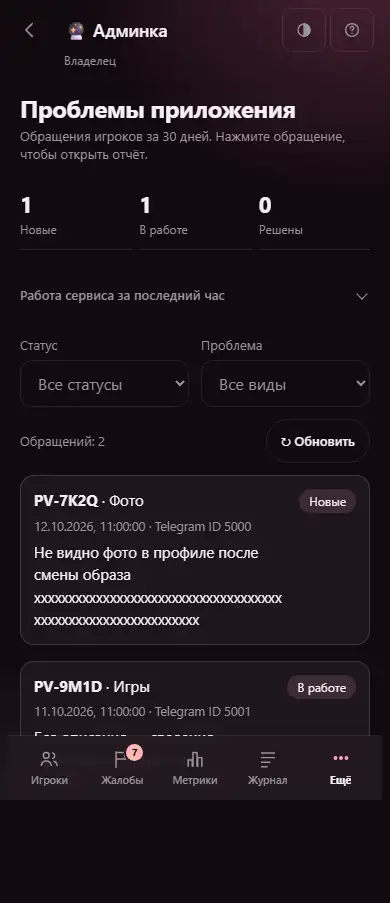 Админка
Владелец
Проблемы приложения
Обращения игроков за 30 дней. Нажмите обращение,
чтобы открыть отчёт.
1
1
0
Новые
В работе
Решены
Работа сервиса за последний час
Статус
Проблема
Все статусы
Все виды
Обращений: 2
↻ Обновить
PV-7K2Q · Фото
Новые
12.10.2026, 11:00:00 · Telegram ID 5000
Не видно фото в профиле после
смены образа
xxxxxxxxxxxxxxxxxxxxxxxxxxxxxxxxxxxx
xxxxxxxxxxxxxxxxxxxxxxxx
PV-9M1D · Игры
В работе
11.10.2026, 11:00:00 · Telegram ID 5001
7
Игроки
Жалобы
Метрики
Журнал
Ещё